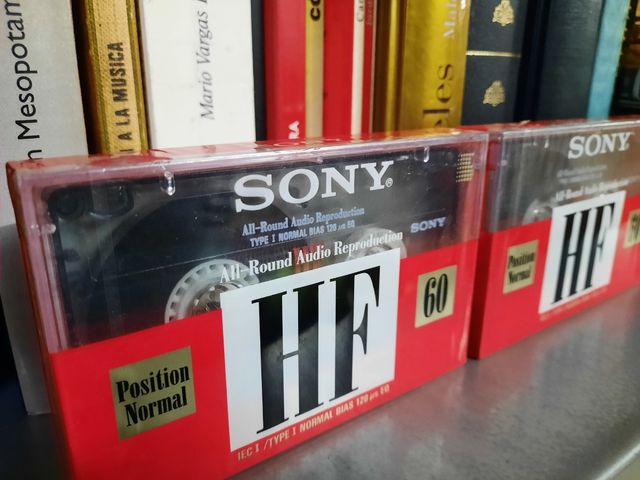 Mesopotam
A LA MUSICA
Mario Vargas
SONY®
All-Round Audio Reproduction
TYPE I NORMAL BIAS 120 µs EQ
SONY
All-Round Audio Reproduction
HF
60
Position
Normal
IEC I / TYPE I NORMAL BIAS 120 µs EQ
SONY
All-Round Audio Reproduction
HF
Position
Normal